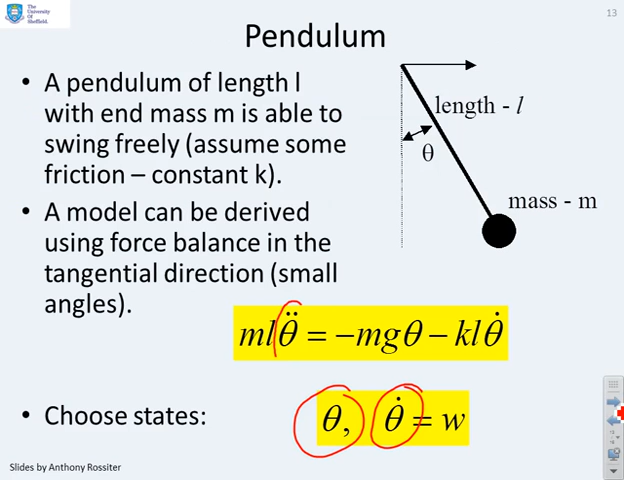 The
University
Of
Sheffield.
13
Pendulum
• A pendulum of length l
with end mass m is able to
swing freely (assume some
friction – constant k).
• A model can be derived
using force balance in the
tangential direction (small
angles).
length - l
θ
mass - m
mlθ̈ = −mgθ − klθ̇
• Choose states:
θ, θ̇ = w
Slides by Anthony Rossiter